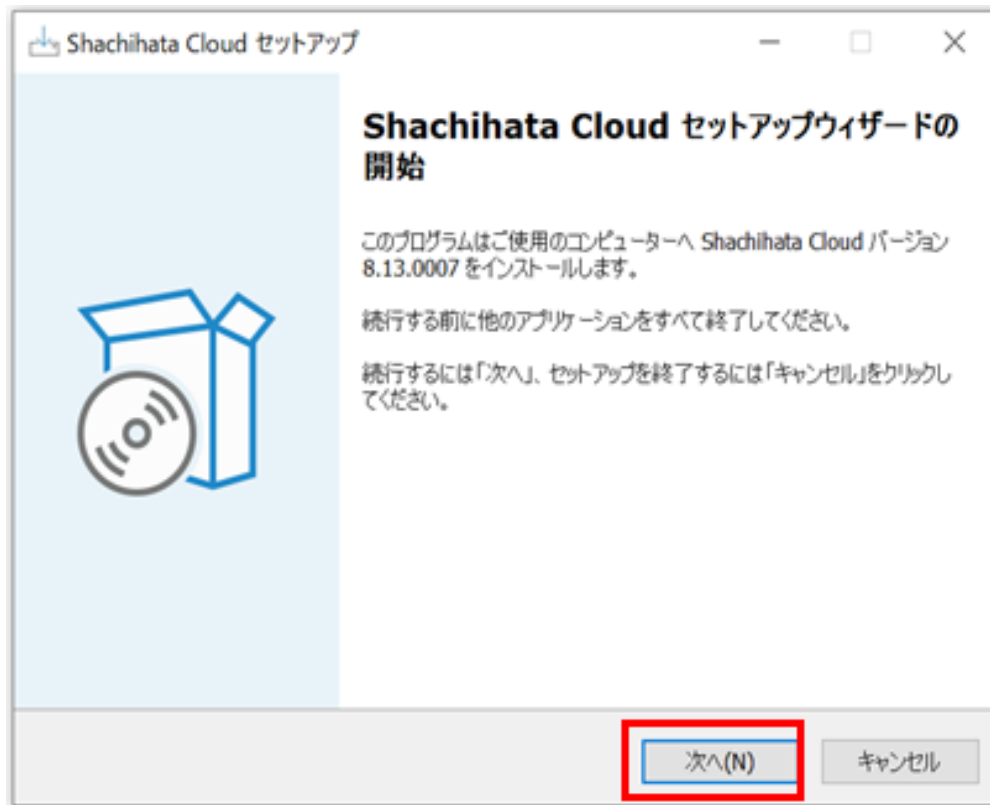 Shachihata Cloud セットアップ
Shachihata Cloud セットアップウィザードの
開始
このプログラムはご使用のコンピューターへ Shachihata Cloud バージョン
8.13.0007 をインストールします。
続行する前に他のアプリケーションをすべて終了してください。
続行するには「次へ」、セットアップを終了するには「キャンセル」をクリックし
てください。
次へ(N)
キャンセル